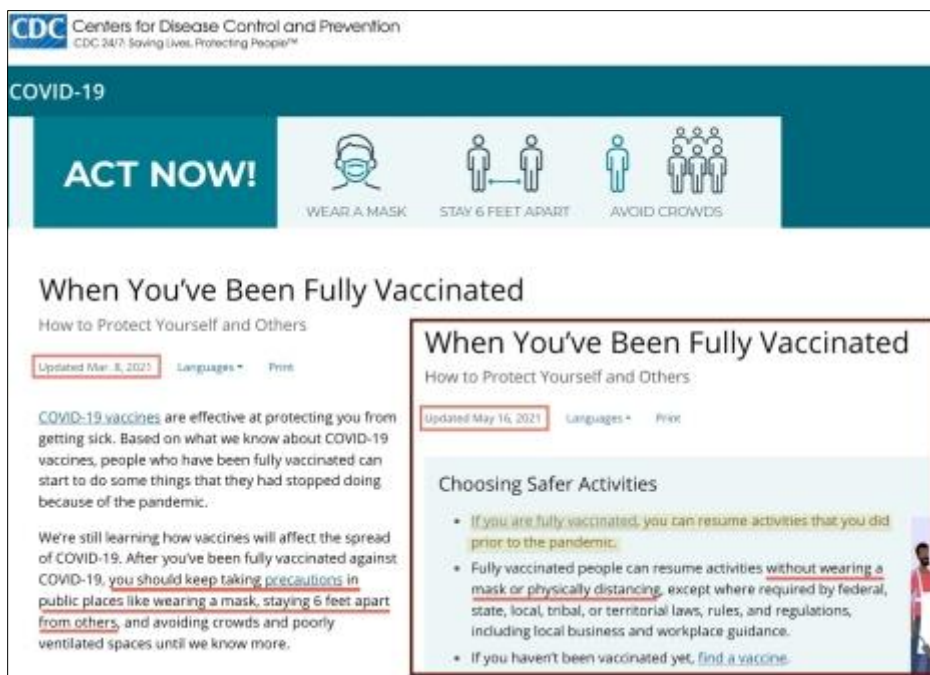 CDC Centers for Disease Control and Prevention
CDC 24/7: Saving Lives, Protecting People™
COVID-19
ACT NOW!
WEAR A MASK
STAY 6 FEET APART
AVOID CROWDS
When You've Been Fully Vaccinated
How to Protect Yourself and Others
Updated Mar. 8, 2021 Languages Print
COVID-19 vaccines are effective at protecting you from
getting sick. Based on what we know about COVID-19
vaccines, people who have been fully vaccinated can
start to do some things that they had stopped doing
because of the pandemic.
We're still learning how vaccines will affect the spread
of COVID-19. After you've been fully vaccinated against
COVID-19, you should keep taking precautions in
public places like wearing a mask, staying 6 feet apart
from others, and avoiding crowds and poorly
ventilated spaces until we know more.
When You've Been Fully Vaccinated
How to Protect Yourself and Others
Updated May 16, 2021 Languages Print
Choosing Safer Activities
• If you are fully vaccinated, you can resume activities that you did
prior to the pandemic.
• Fully vaccinated people can resume activities without wearing a
mask or physically distancing, except where required by federal,
state, local, tribal, or territorial laws, rules, and regulations,
including local business and workplace guidance.
• If you haven't been vaccinated yet, find a vaccine.